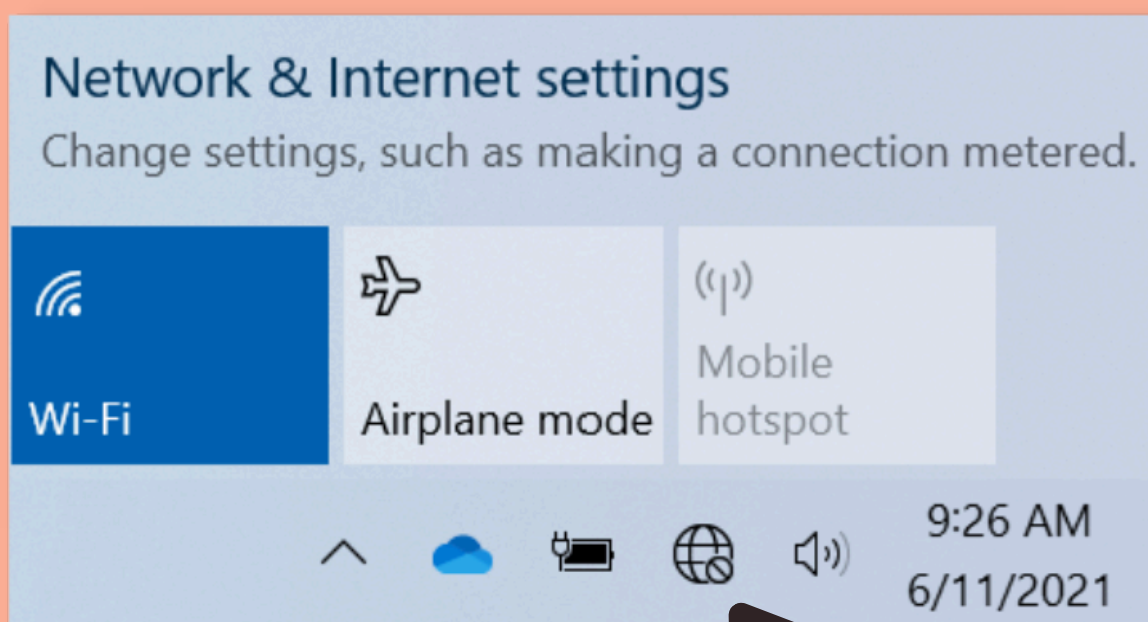 Network & Internet settings
Change settings, such as making a connection metered.
Wi-Fi
Airplane mode
Mobile
hotspot
9:26 AM
6/11/2021